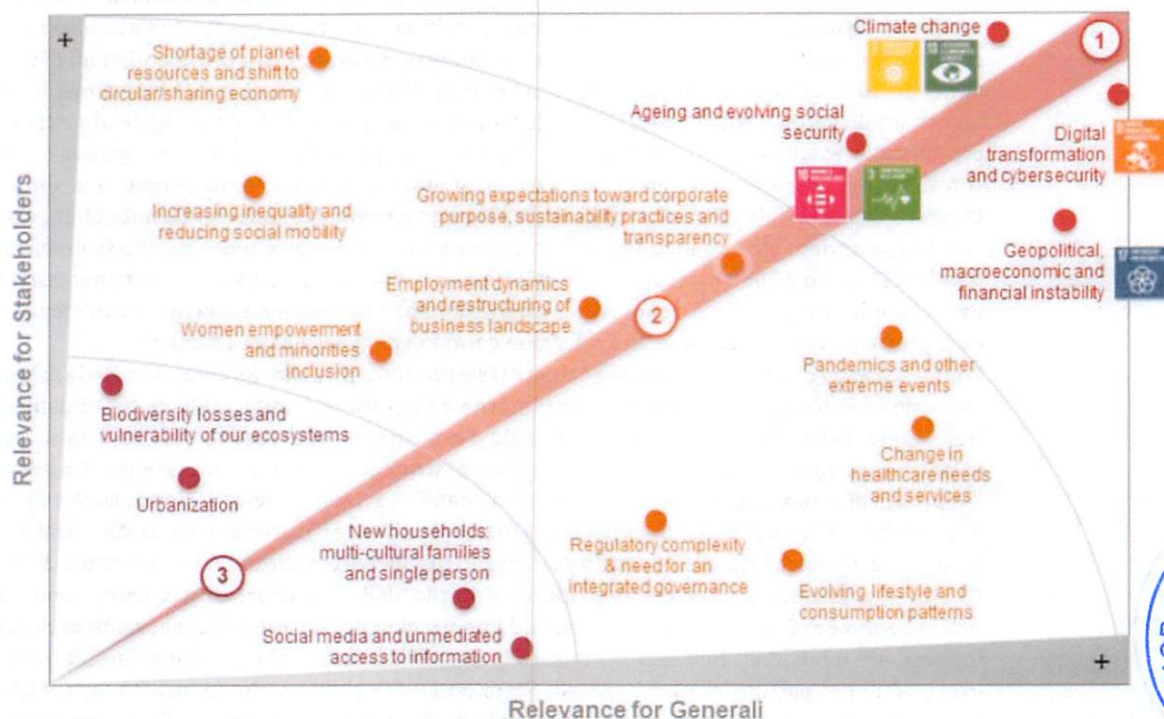 +
Climate change
1
Shortage of planet
resources and shift to
circular/sharing economy
Ageing and evolving social
security
Digital
transformation
and cybersecurity
Increasing inequality and
reducing social mobility
Growing expectations toward corporate
purpose, sustainability practices and
transparency
10
3
Geopolitical,
macroeconomic and
financial instability
17
Employment dynamics
and restructuring of
business landscape
2
Women empowerment
and minorities
inclusion
Pandemics and other
extreme events
Biodiversity losses and
vulnerability of our ecosystems
Change in
healthcare needs
and services
Urbanization
New households:
multi-cultural families
and single person
Regulatory complexity
& need for an
integrated governance
3
Evolving lifestyle and
consumption patterns
Social media and unmediated
access to information
+
Relevance for Stakeholders
Relevance for Generali